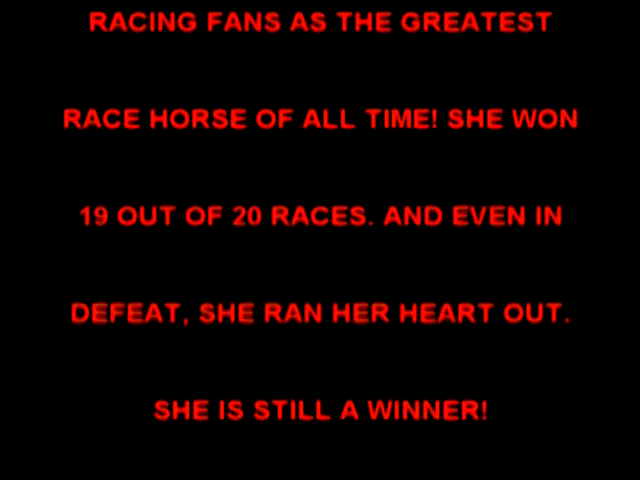 RACING FANS AS THE GREATEST
RACE HORSE OF ALL TIME! SHE WON
19 OUT OF 20 RACES. AND EVEN IN
DEFEAT, SHE RAN HER HEART OUT.
SHE IS STILL A WINNER!